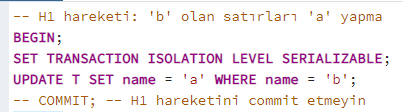 -- H1 hareketi: 'b' olan satırları 'a' yapma
BEGIN;
SET TRANSACTION ISOLATION LEVEL SERIALIZABLE;
UPDATE T SET name = 'a' WHERE name = 'b';
-- COMMIT; -- H1 hareketini commit etmeyin